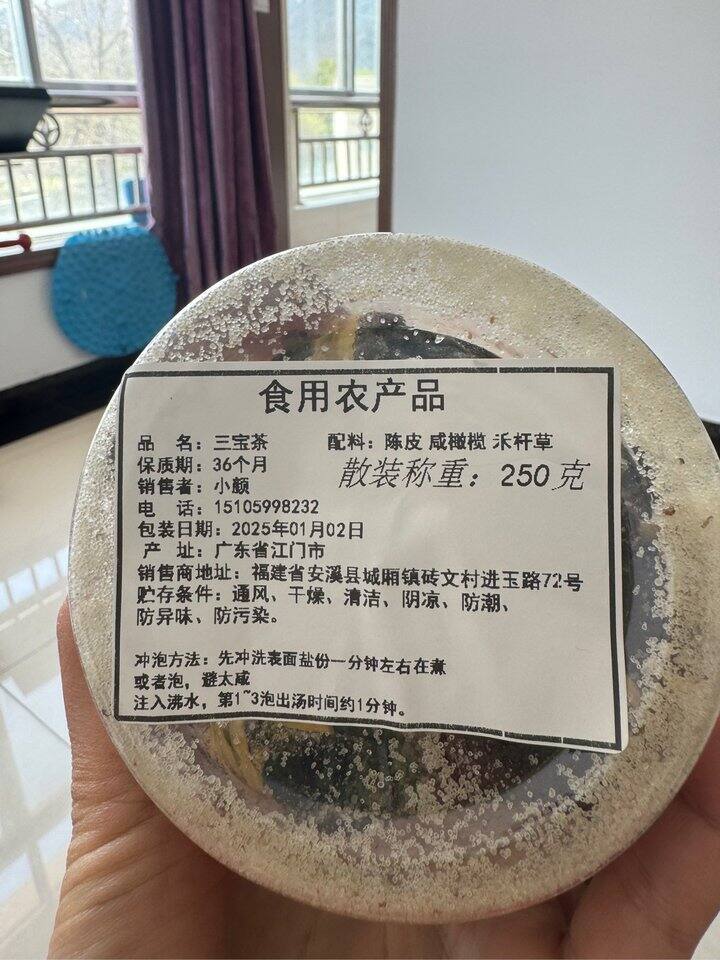 食用农产品
品 名：三宝茶 配料：陈皮 咸橄榄 禾杆草
保质期：36个月 散装称重：250克
销售者：小颜
电 话：15105998232
包装日期：2025年01月02日
产 址：广东省江门市
销售商地址：福建省安溪县城厢镇砖文村进玉路72号
贮存条件：通风、干燥、清洁、阴凉、防潮、
防异味、防污染。
冲泡方法：先冲洗表面盐份一分钟左右在煮
或者泡，避太咸
注入沸水，第1~3泡出汤时间约1分钟。